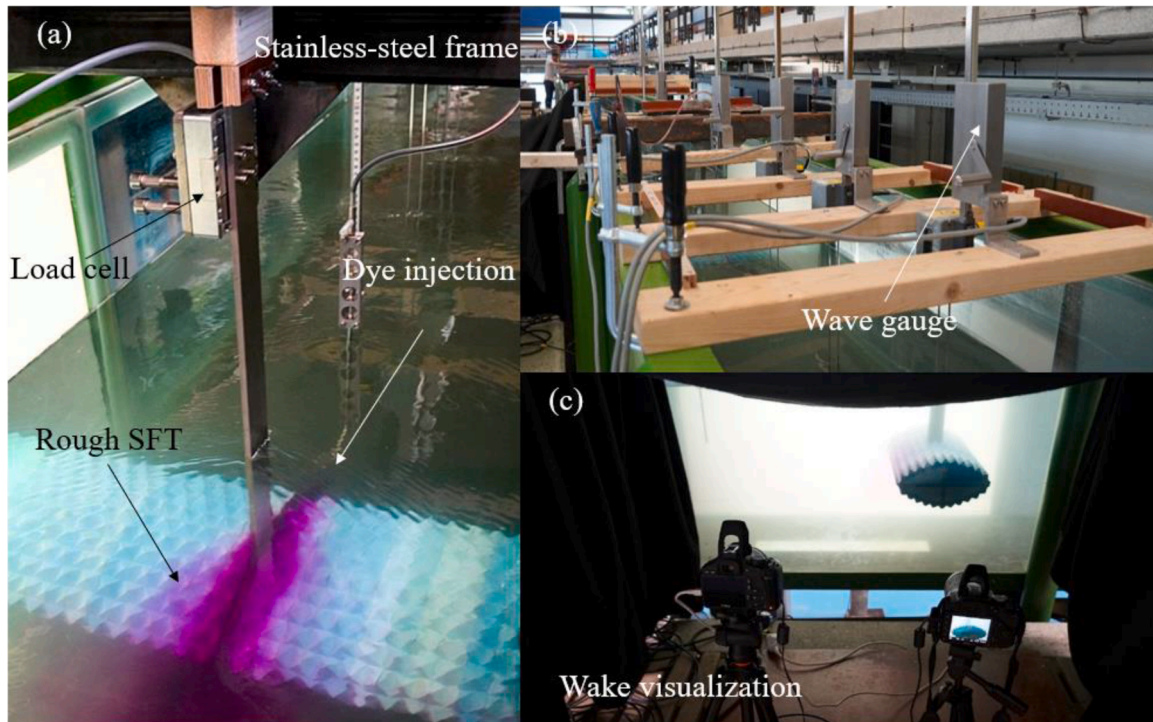 (a)
Stainless-steel frame
Load cell
Dye injection
Rough SFT
(b)
Wave gauge
(c)
Wake visualization